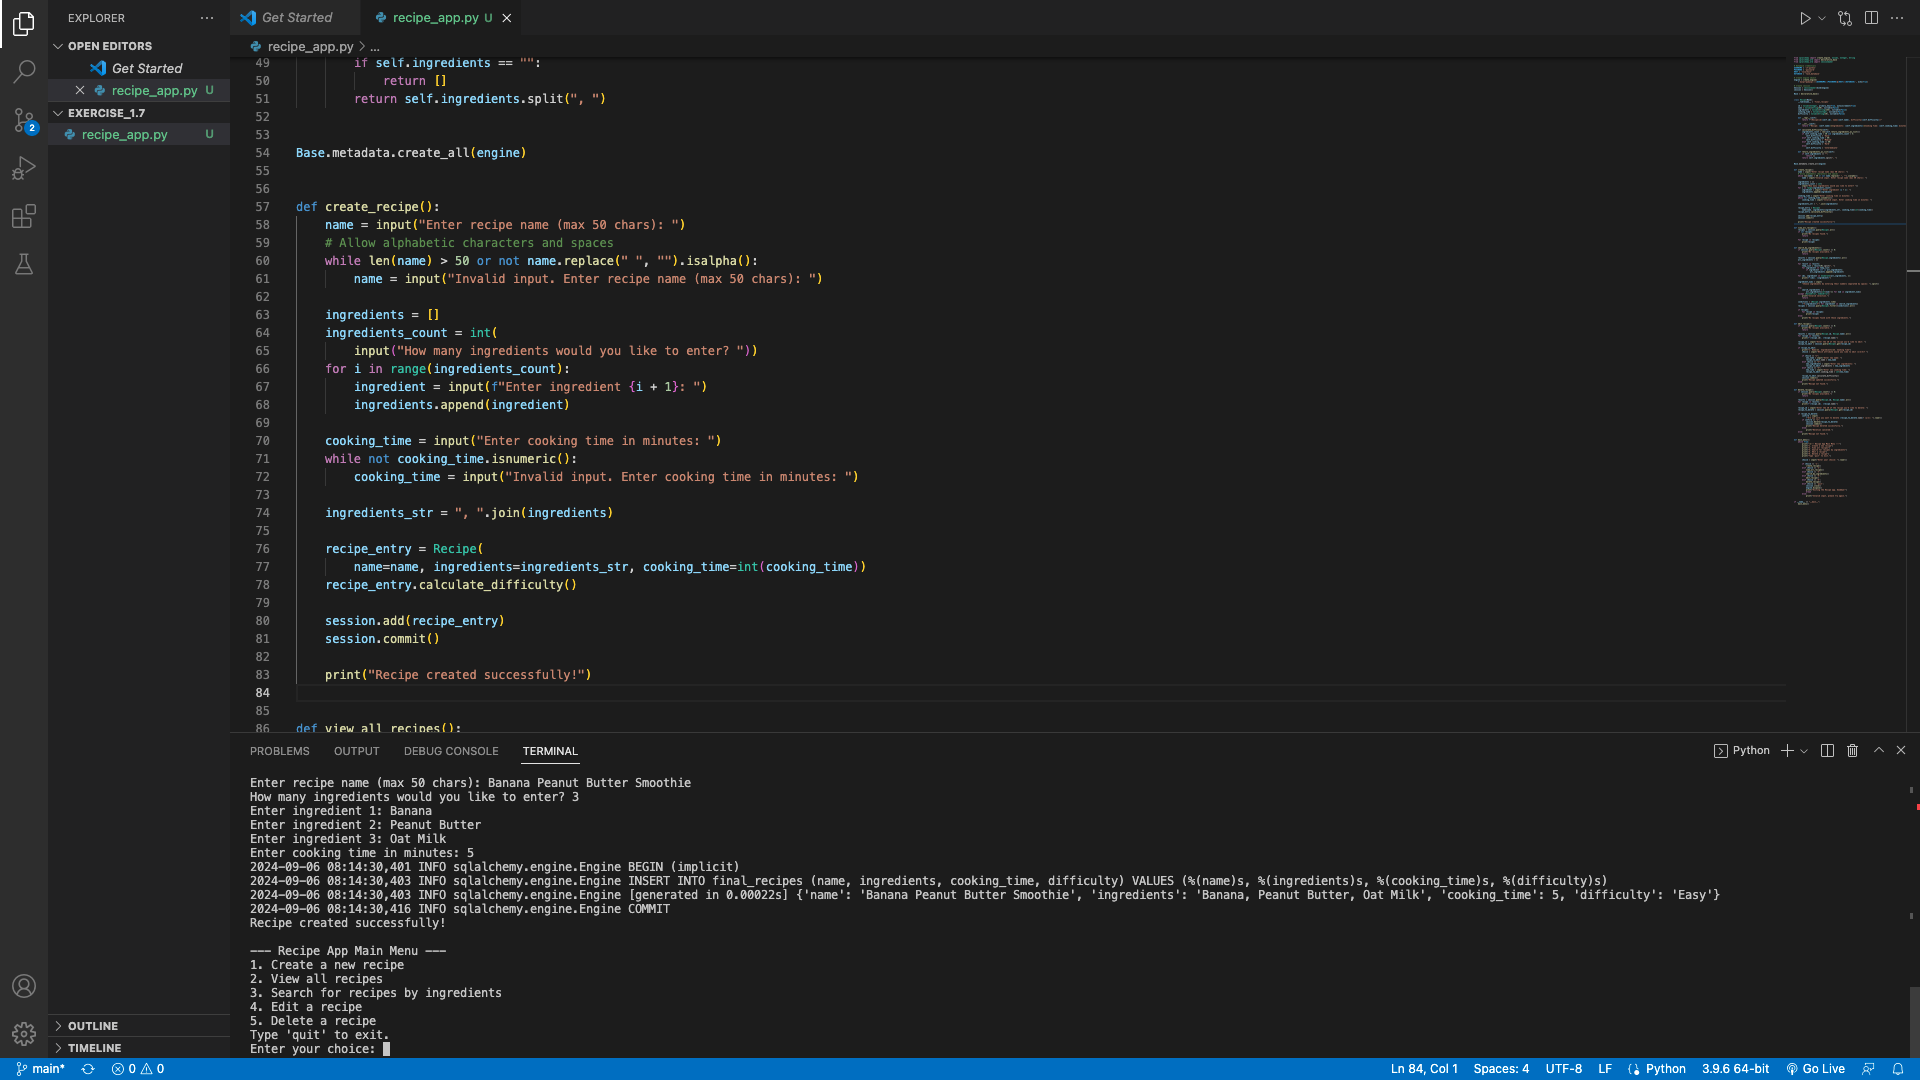 EXPLORER
OPEN EDITORS
Get Started
recipe_app.py U
EXERCISE_1.7
recipe_app.py U
OUTLINE
TIMELINE
2
Get Started
recipe_app.py U
recipe_app.py > ...
49 if self.ingredients == "":
50 return []
51 return self.ingredients.split(", ")
52
53
54 Base.metadata.create_all(engine)
55
56
57 def create_recipe():
58 name = input("Enter recipe name (max 50 chars): ")
59 # Allow alphabetic characters and spaces
60 while len(name) > 50 or not name.replace(" ", "").isalpha():
61 name = input("Invalid input. Enter recipe name (max 50 chars): ")
62
63 ingredients = []
64 ingredients_count = int(
65 input("How many ingredients would you like to enter? "))
66 for i in range(ingredients_count):
67 ingredient = input(f"Enter ingredient {i + 1}: ")
68 ingredients.append(ingredient)
69
70 cooking_time = input("Enter cooking time in minutes: ")
71 while not cooking_time.isnumeric():
72 cooking_time = input("Invalid input. Enter cooking time in minutes: ")
73
74 ingredients_str = ", ".join(ingredients)
75
76 recipe_entry = Recipe(
77 name=name, ingredients=ingredients_str, cooking_time=int(cooking_time))
78 recipe_entry.calculate_difficulty()
79
80 session.add(recipe_entry)
81 session.commit()
82
83 print("Recipe created successfully!")
84
85
86 def view_all_recipes():
PROBLEMS OUTPUT DEBUG CONSOLE TERMINAL
Python
Enter recipe name (max 50 chars): Banana Peanut Butter Smoothie
How many ingredients would you like to enter? 3
Enter ingredient 1: Banana
Enter ingredient 2: Peanut Butter
Enter ingredient 3: Oat Milk
Enter cooking time in minutes: 5
2024-09-06 08:14:30,401 INFO sqlalchemy.engine.Engine BEGIN (implicit)
2024-09-06 08:14:30,403 INFO sqlalchemy.engine.Engine INSERT INTO final_recipes (name, ingredients, cooking_time, difficulty) VALUES (%(name)s, %(ingredients)s, %(cooking_time)s, %(difficulty)s)
2024-09-06 08:14:30,403 INFO sqlalchemy.engine.Engine [generated in 0.00022s] {'name': 'Banana Peanut Butter Smoothie', 'ingredients': 'Banana, Peanut Butter, Oat Milk', 'cooking_time': 5, 'difficulty': 'Easy'}
2024-09-06 08:14:30,416 INFO sqlalchemy.engine.Engine COMMIT
Recipe created successfully!
--- Recipe App Main Menu ---
1. Create a new recipe
2. View all recipes
3. Search for recipes by ingredients
4. Edit a recipe
5. Delete a recipe
Type 'quit' to exit.
Enter your choice:
main* 0 0 Ln 84, Col 1 Spaces: 4 UTF-8 LF Python 3.9.6 64-bit Go Live